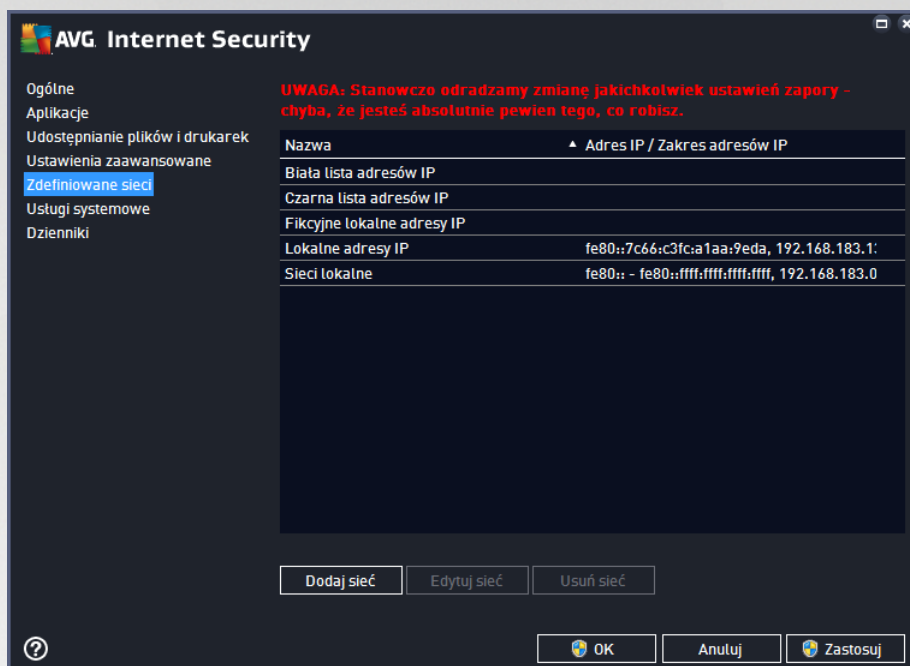 AVG Internet Security
Ogólne
Aplikacje
Udostępnianie plików i drukarek
Ustawienia zaawansowane
Zdefiniowane sieci
Usługi systemowe
Dzienniki
UWAGA: Stanowczo odradzamy zmianę jakichkolwiek ustawień zapory -
chyba, że jesteś absolutnie pewien tego, co robisz.
Nazwa Adres IP / Zakres adresów IP
Biała lista adresów IP
Czarna lista adresów IP
Fikcyjne lokalne adresy IP
Lokalne adresy IP fe80::7c66:c3fc:a1aa:9eda, 192.168.183.1
Sieci lokalne fe80:: - fe80::ffff:ffff:ffff:ffff, 192.168.183.0
Dodaj sieć Edytuj sieć Usuń sieć
OK Anuluj Zastosuj